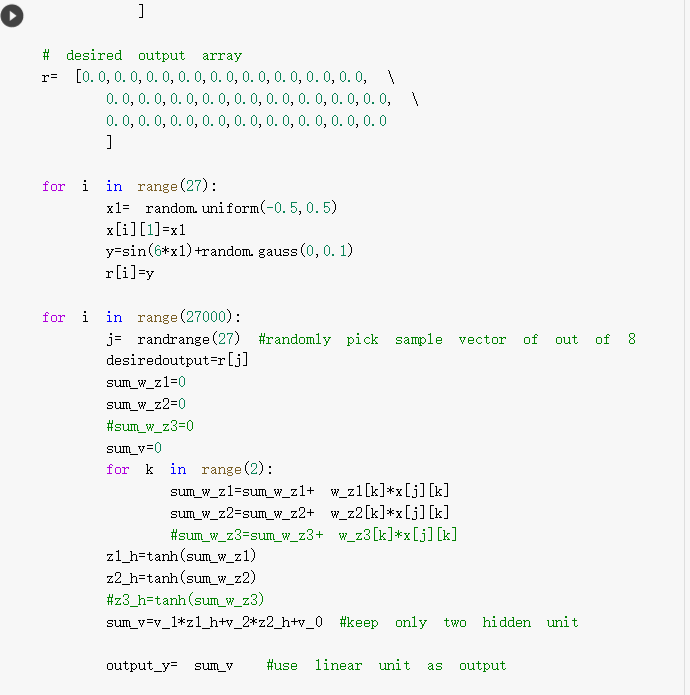 ]
# desired output array
r= [0.0,0.0,0.0,0.0,0.0,0.0,0.0,0.0,0.0, \
0.0,0.0,0.0,0.0,0.0,0.0,0.0,0.0,0.0, \
0.0,0.0,0.0,0.0,0.0,0.0,0.0,0.0,0.0
]
for i in range(27):
x1= random.uniform(-0.5,0.5)
x[i][1]=x1
y=sin(6*x1)+random.gauss(0,0.1)
r[i]=y
for i in range(27000):
j= randrange(27) #randomly pick sample vector of out of 8
desiredoutput=r[j]
sum_w_z1=0
sum_w_z2=0
#sum_w_z3=0
sum_v=0
for k in range(2):
sum_w_z1=sum_w_z1+ w_z1[k]*x[j][k]
sum_w_z2=sum_w_z2+ w_z2[k]*x[j][k]
#sum_w_z3=sum_w_z3+ w_z3[k]*x[j][k]
z1_h=tanh(sum_w_z1)
z2_h=tanh(sum_w_z2)
#z3_h=tanh(sum_w_z3)
sum_v=v_1*z1_h+v_2*z2_h+v_0 #keep only two hidden unit
output_y= sum_v #use linear unit as output